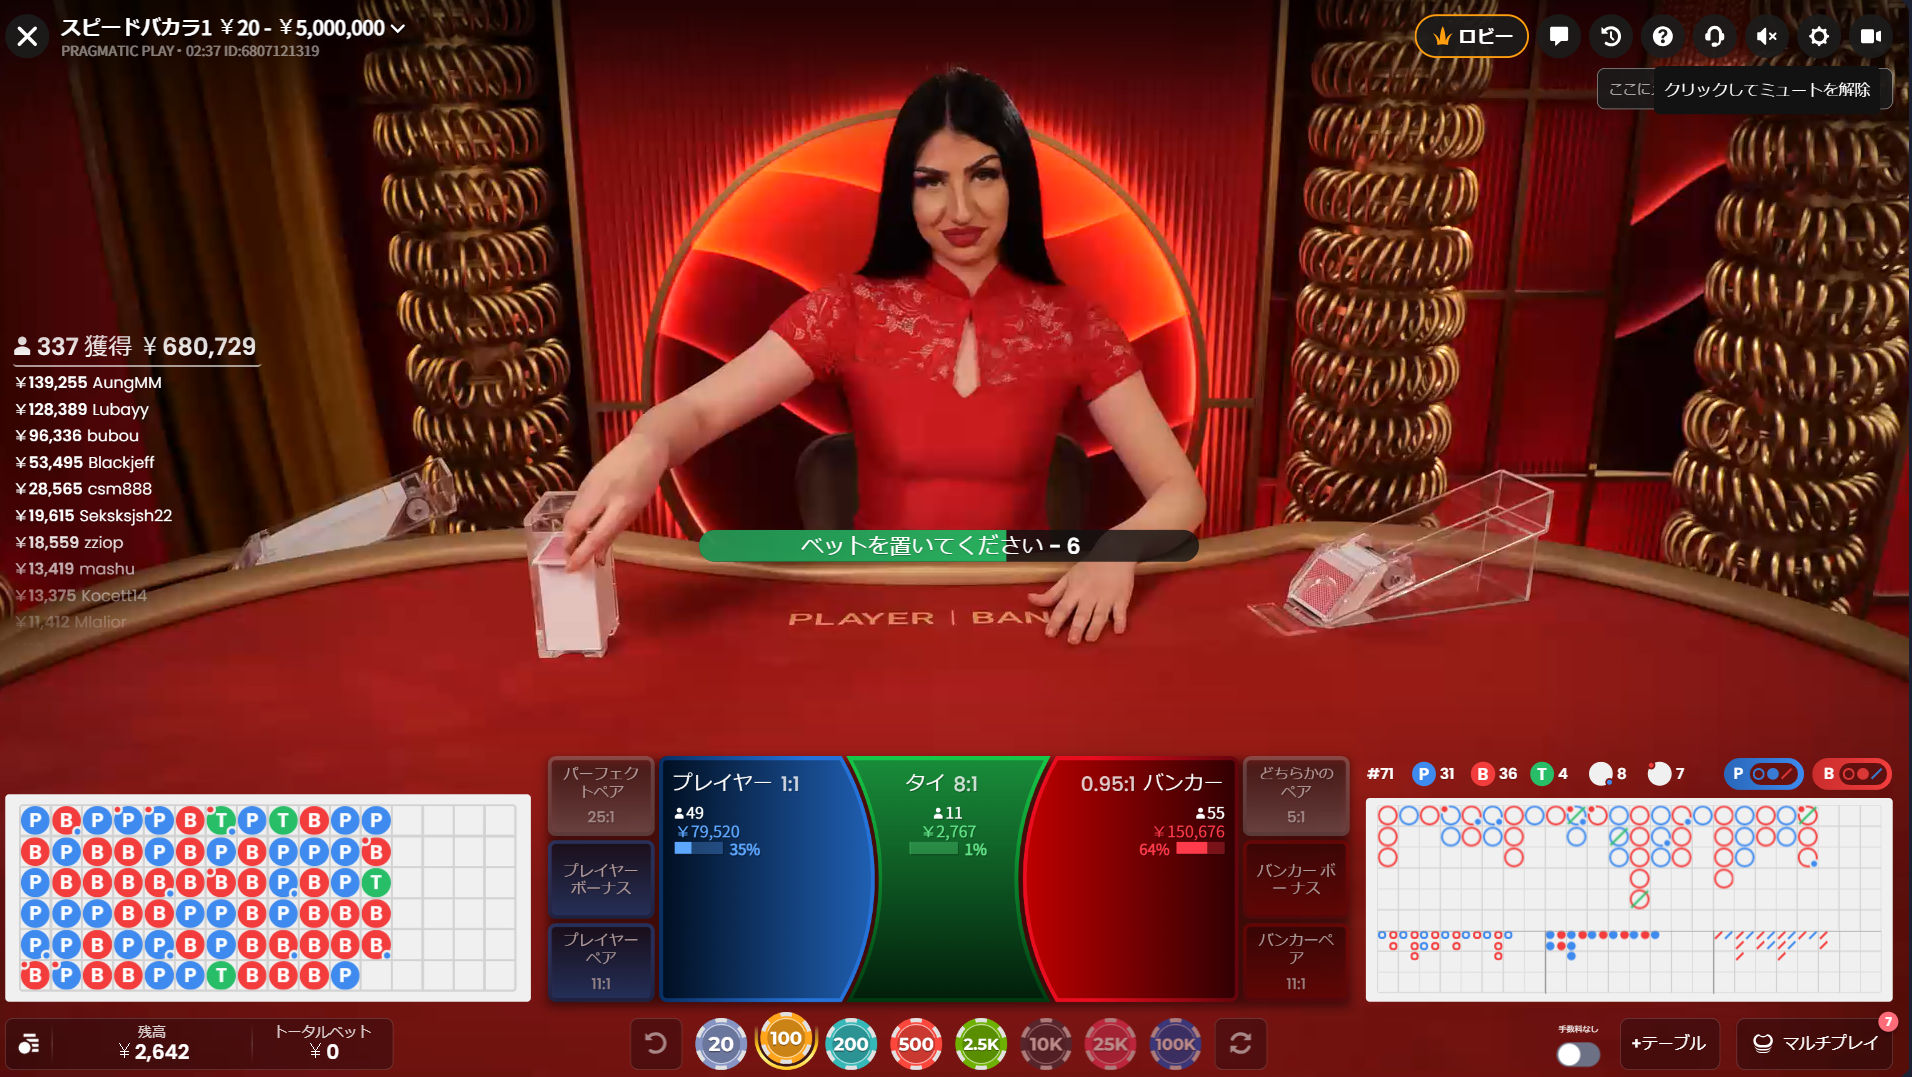 スピードバカラ1 ￥20 - ￥5,000,000
PRAGMATIC PLAY • 02:37 ID:6807121319
ロビー
ここに
クリックしてミュートを解除
337 獲得 ￥680,729
￥139,255 AungMM
￥128,389 Lubayy
￥96,336 bubou
￥53,495 Blackjeff
￥28,565 csm888
￥19,615 Seksksjsh22
￥18,559 zziop
￥13,419 mashu
￥13,375 Kocett14
￥11,412 Mlalior
ベットを置いてください - 6
PLAYER | BAN
P B P P P B T P T B P P
B P B B P B P B P P P B
P B B B B B B B P B P T
P P P B B P P B P B B B
P P B P P B P B B B B B
B P B B P P T B B B P
パーフェクトペア
25:1
プレイヤーボーナス
プレイヤーペア
11:1
プレイヤー 1:1
49
￥79,520
35%
タイ 8:1
11
￥2,767
1%
0.95:1 バンカー
55
￥150,676
64%
どちらかのペア
5:1
バンカー ボーナス
バンカーペア
11:1
#71 P 31 B 36 T 4 8 7 P B
残高
￥2,642
トータルベット
￥0
20 100 200 500 2.5K 10K 25K 100K
手数料なし
+テーブル
マルチプレイ
7